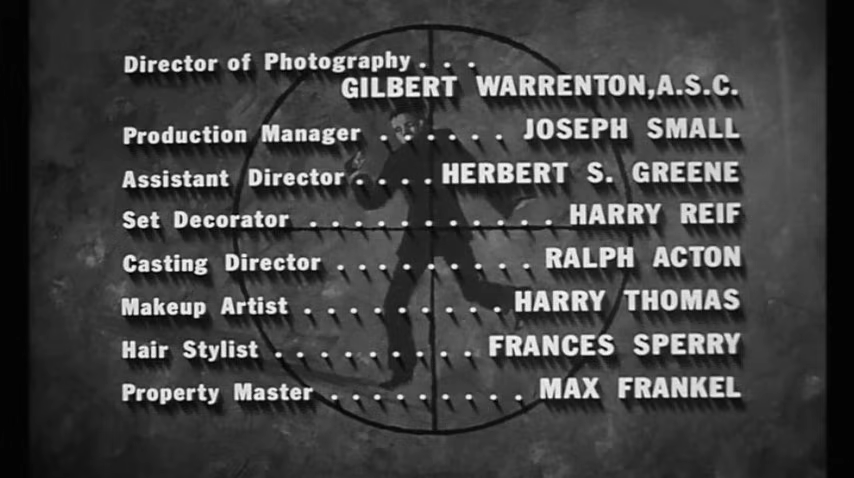 Director of Photography . . .
GILBERT WARRENTON, A.S.C.
Production Manager . . . . . . JOSEPH SMALL
Assistant Director . . . . HERBERT S. GREENE
Set Decorator . . . . . . . . . . . . HARRY REIF
Casting Director . . . . . . . . . RALPH ACTON
Makeup Artist . . . . . . . . . HARRY THOMAS
Hair Stylist . . . . . . . . . FRANCES SPERRY
Property Master . . . . . . . . . MAX FRANKEL